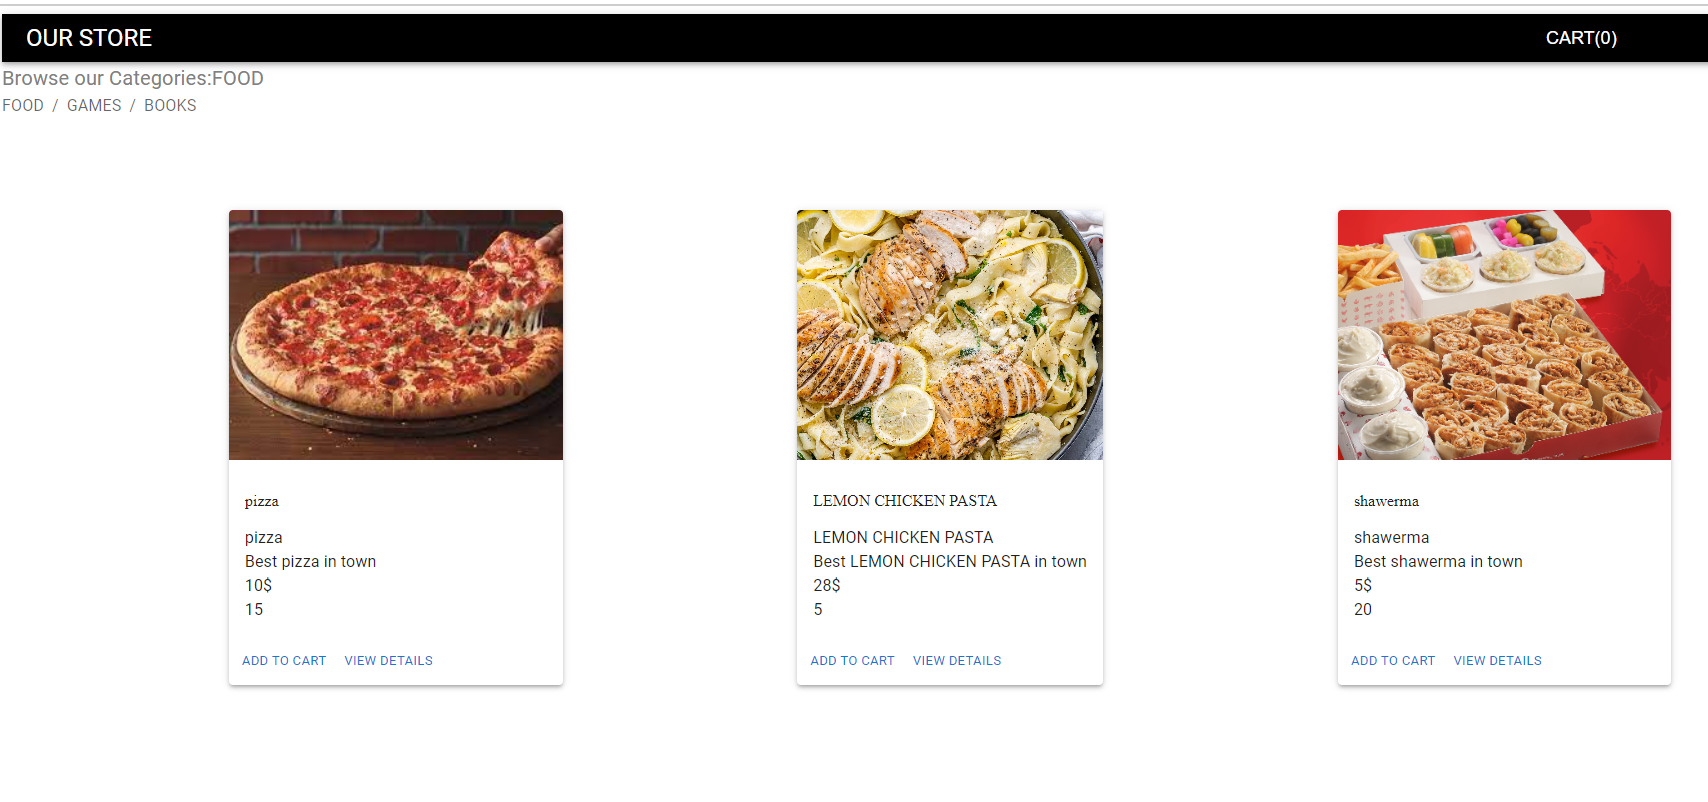 OUR STORE
CART(0)
Browse our Categories:FOOD
FOOD / GAMES / BOOKS
pizza
pizza
Best pizza in town
10$
15
ADD TO CART VIEW DETAILS
LEMON CHICKEN PASTA
LEMON CHICKEN PASTA
Best LEMON CHICKEN PASTA in town
28$
5
ADD TO CART VIEW DETAILS
shawerma
shawerma
Best shawerma in town
5$
20
ADD TO CART VIEW DETAILS